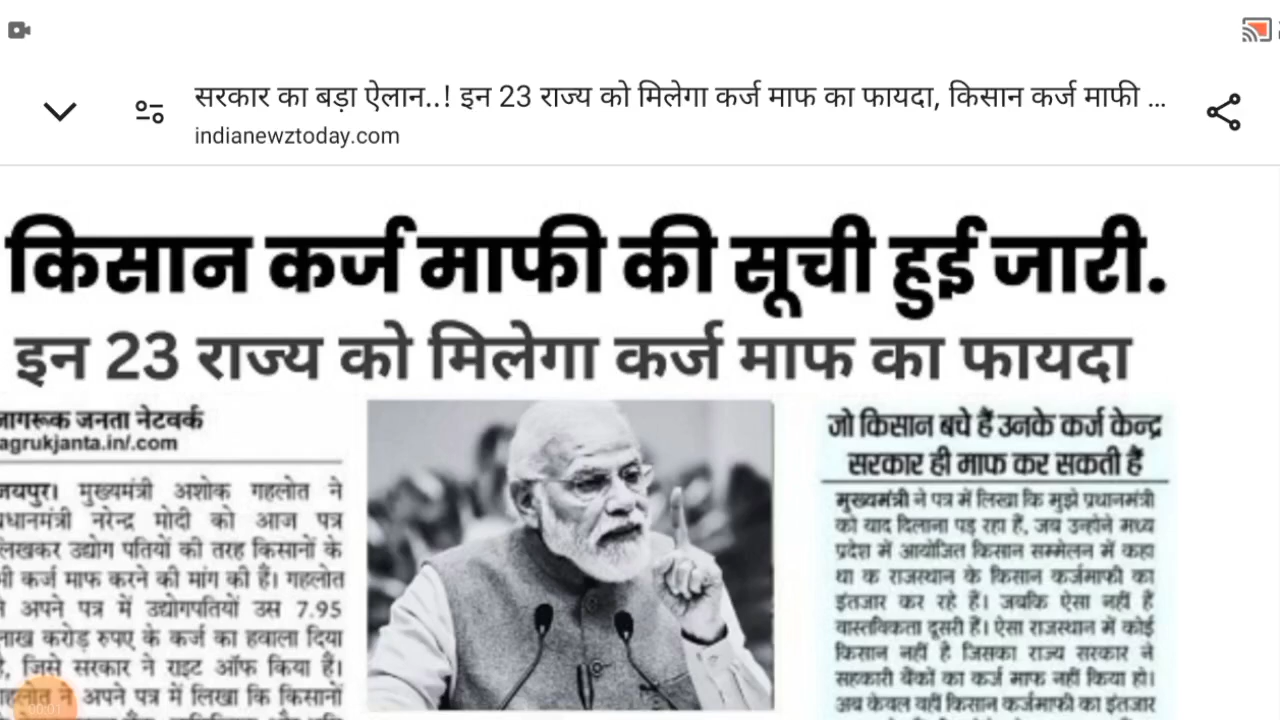 सरकार का बड़ा ऐलान..! इन 23 राज्य को मिलेगा कर्ज माफ का फायदा, किसान कर्ज माफी ...
indianewztoday.com
किसान कर्ज माफी की सूची हुई जारी.
इन 23 राज्य को मिलेगा कर्ज माफ का फायदा
जागरूक जनता नेटवर्क
agrukjanta.in/.com
जयपुर। मुख्यमंत्री अशोक गहलोत ने
प्रधानमंत्री नरेन्द्र मोदी को आज पत्र
लिखकर उद्योग पतियों की तरह किसानों के
भी कर्ज माफ करने की मांग की हैं। गहलोत
ने अपने पत्र में उद्योगपतियों उस 7.95
लाख करोड़ रुपए के कर्ज का हवाला दिया
है, जिसे सरकार ने राइट ऑफ किया हैं।
गहलोत ने अपने पत्र में लिखा कि किसानों
जो किसान बचे हैं उनके कर्ज केन्द्र
सरकार ही माफ कर सकती हैं
मुख्यमंत्री ने पत्र में लिखा कि मुझे प्रधानमंत्री
को याद दिलाना पड़ रहा हैं, जब उन्होने मध्य
प्रदेश में आयोजित किसान सम्मेलन में कहा
था क राजस्थान के किसान कर्जमाफी का
इंतजार कर रहे हैं। जबकि ऐसा नहीं हैं
वास्तविकता दूसरी हैं। ऐसा राजस्थान में कोई
किसान नहीं है जिसका राज्य सरकार ने
सहकारी बैंकों का कर्ज माफ नहीं किया हो।
अब केवल वहीं किसान कर्जमाफी का इंतजार
00:01